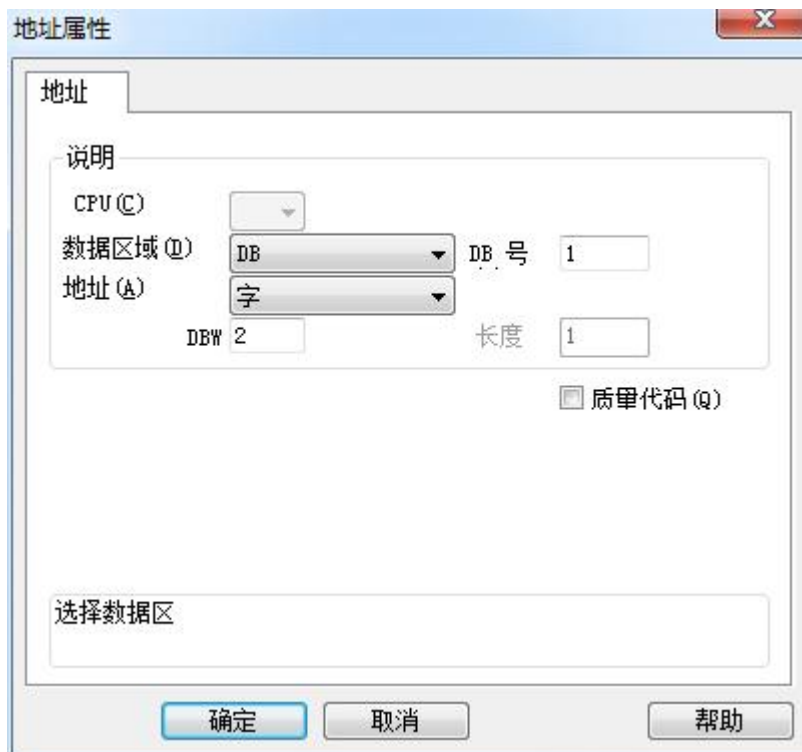 地址属性
X
地址
说明
CPU(C)
数据区域(D) DB DB 号 1
地址(A) 字
DBW 2 长度 1
质量代码(Q)
选择数据区
确定 取消 帮助